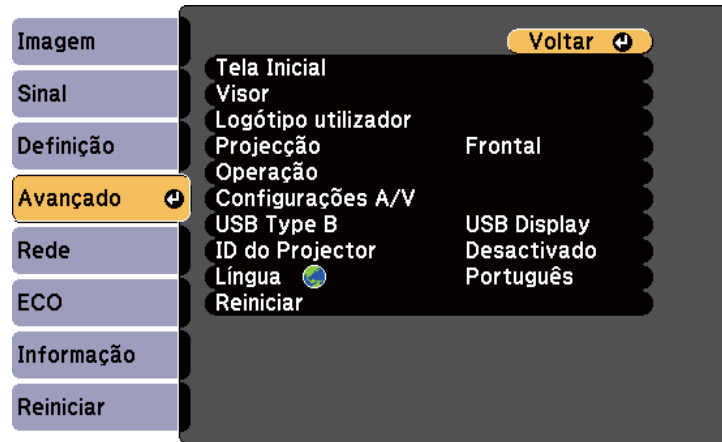 Imagem
Sinal
Definição
Avançado
Rede
ECO
Informação
Reiniciar
Voltar
Tela Inicial
Visor
Logótipo utilizador
Projecção Frontal
Operação
Configurações A/V
USB Type B USB Display
ID do Projector Desactivado
Língua Português
Reiniciar